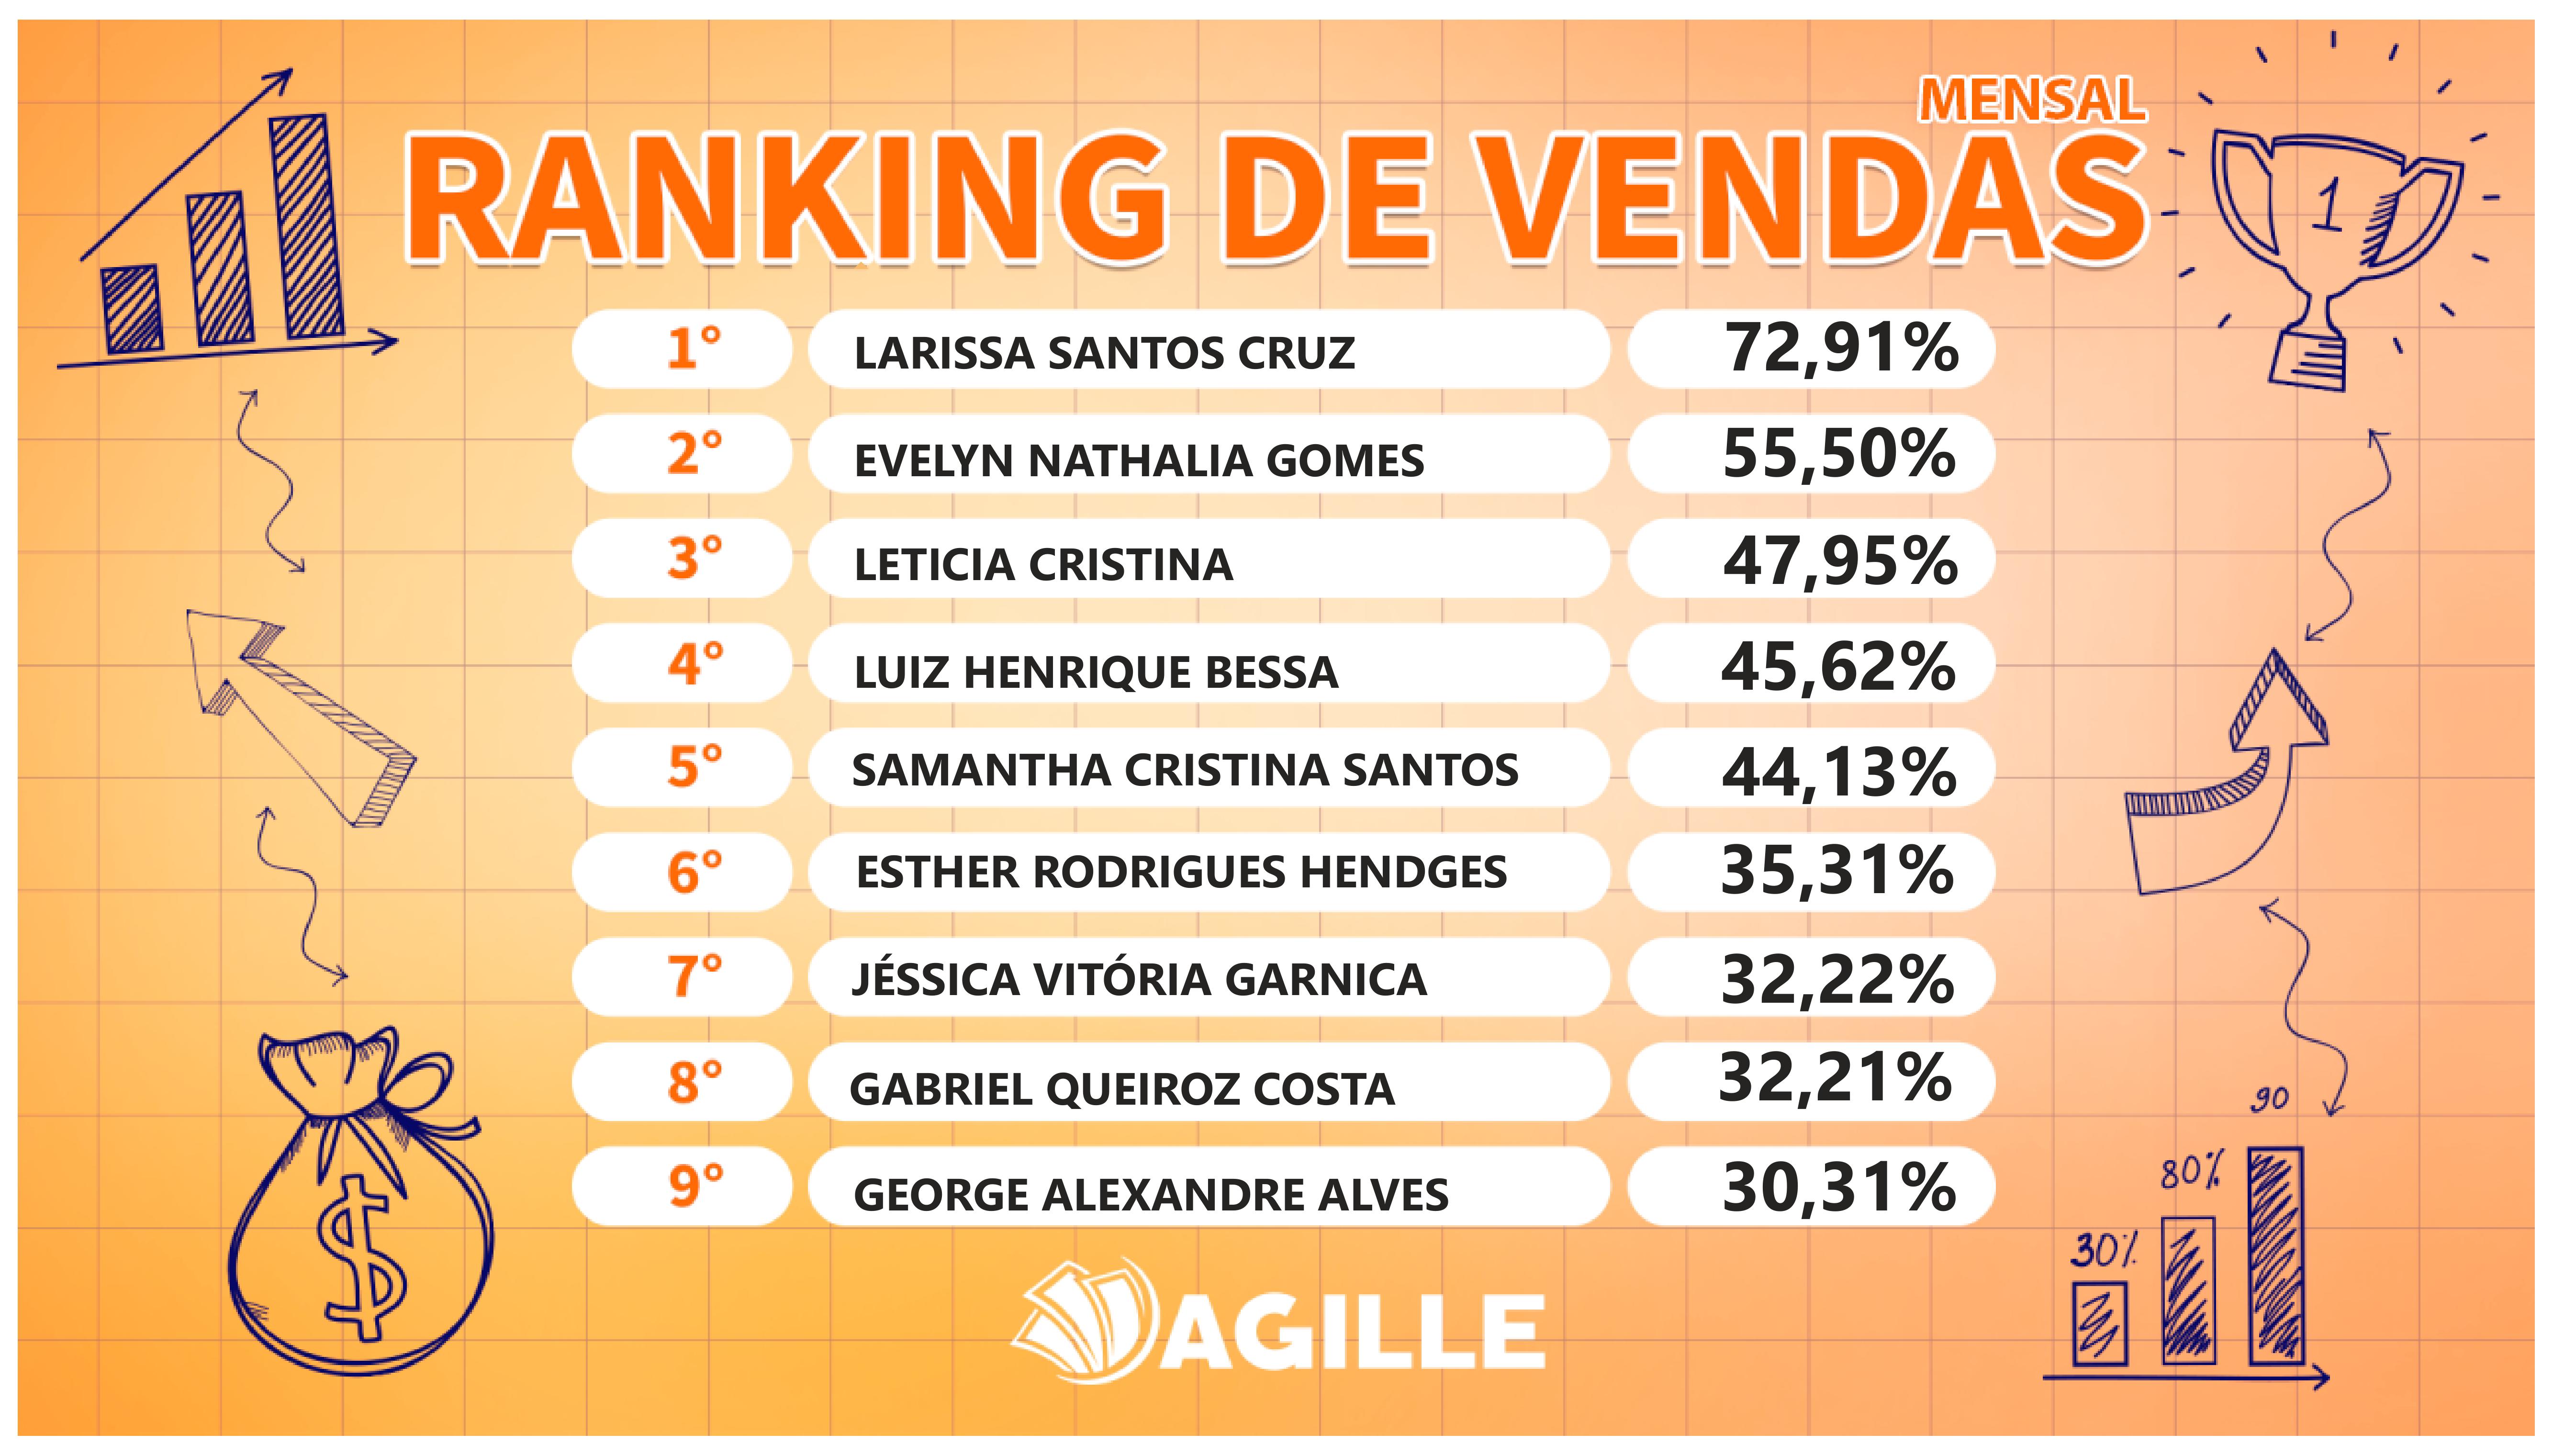 MENSAL
RANKING DE VENDAS
1
1° LARISSA SANTOS CRUZ 72,91%
2° EVELYN NATHALIA GOMES 55,50%
3° LETICIA CRISTINA 47,95%
4° LUIZ HENRIQUE BESSA 45,62%
5° SAMANTHA CRISTINA SANTOS 44,13%
6° ESTHER RODRIGUES HENDGES 35,31%
7° JÉSSICA VITÓRIA GARNICA 32,22%
8° GABRIEL QUEIROZ COSTA 32,21%
9° GEORGE ALEXANDRE ALVES 30,31%
90
80%
30%
$
AGILLE